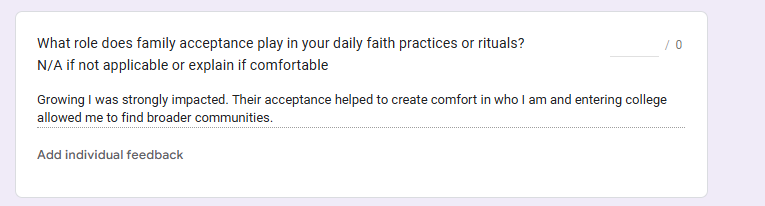 What role does family acceptance play in your daily faith practices or rituals?
/ 0
N/A if not applicable or explain if comfortable
Growing I was strongly impacted. Their acceptance helped to create comfort in who I am and entering college
allowed me to find broader communities.
Add individual feedback